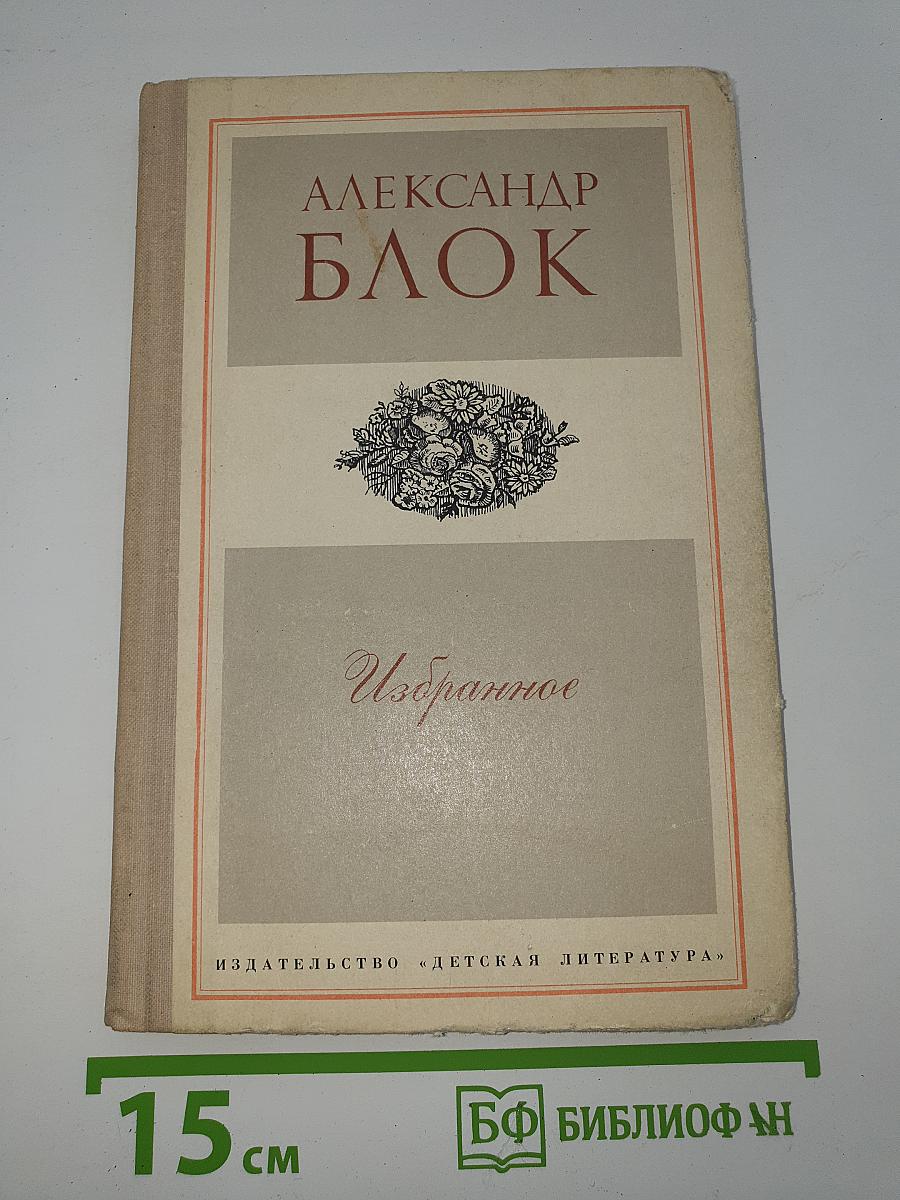 АЛЕКСАНДР
БЛОК
Избранное
ИЗДАТЕЛЬСТВО «ДЕТСКАЯ ЛИТЕРАТУРА»
15 см
БФ БИБЛИОФАН